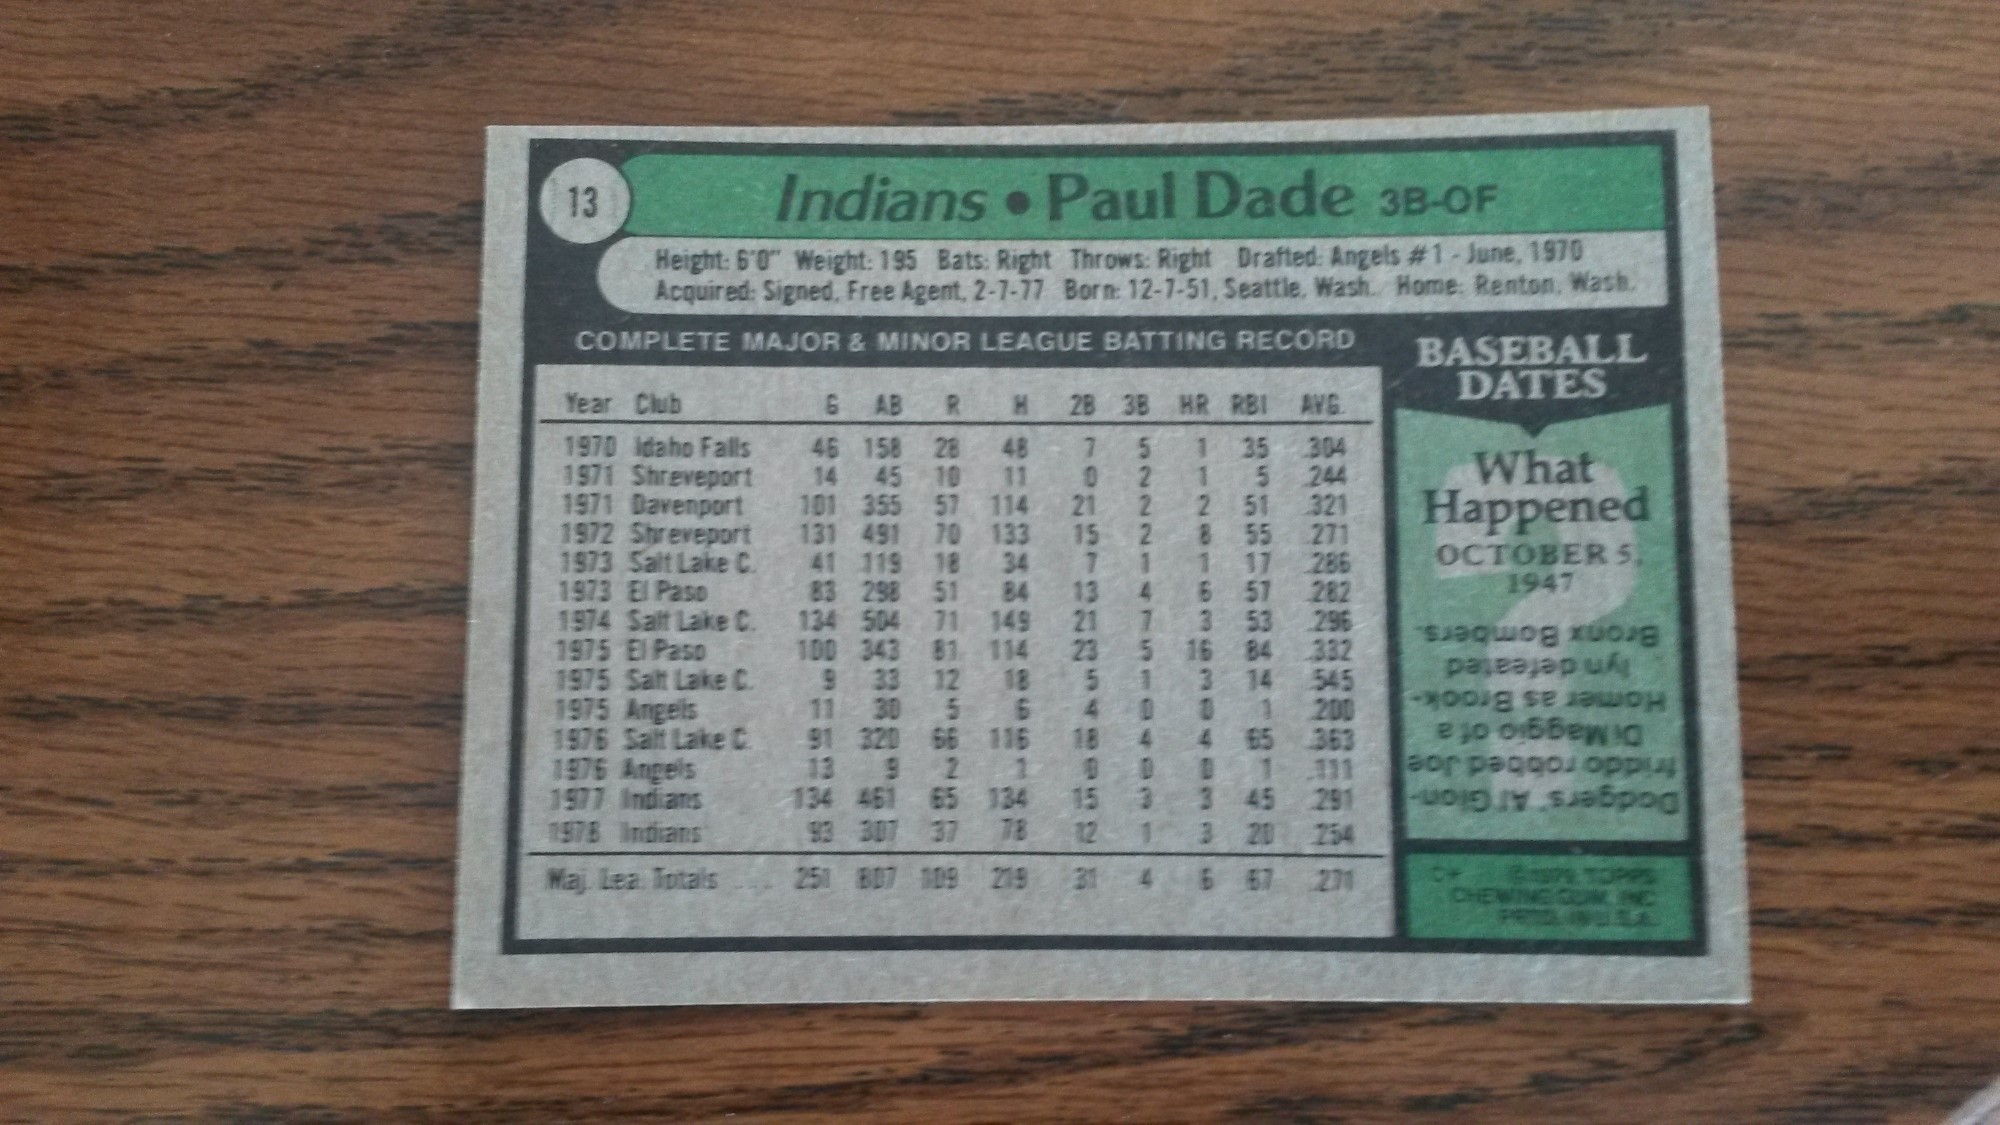 13
Indians • Paul Dade 3B-OF
Height: 6'0" Weight: 195 Bats: Right Throws: Right Drafted: Angels #1 - June, 1970
Acquired: Signed, Free Agent, 2-7-77 Born: 12-7-51, Seattle, Wash. Home: Renton, Wash.
COMPLETE MAJOR & MINOR LEAGUE BATTING RECORD
Year Club G AB R H 2B 3B HR RBI AVG.
1970 Idaho Falls 46 158 28 48 7 5 1 35 .304
1971 Shreveport 14 45 10 11 0 2 1 5 .244
1971 Davenport 101 355 57 114 21 2 2 51 .321
1972 Shreveport 131 491 70 133 15 2 8 55 .271
1973 Salt Lake C. 41 119 18 34 7 1 1 17 .286
1973 El Paso 83 298 51 84 13 4 6 57 .282
1974 Salt Lake C. 134 504 71 149 21 7 3 53 .296
1975 El Paso 100 343 81 114 23 5 16 84 .332
1975 Salt Lake C. 9 33 12 18 5 1 3 14 .545
1975 Angels 11 30 5 6 4 0 0 1 .200
1976 Salt Lake C. 91 320 66 116 18 4 4 65 .363
1976 Angels 13 9 2 1 0 0 0 1 .111
1977 Indians 134 461 65 134 15 3 3 45 .291
1978 Indians 93 307 37 78 12 1 3 20 .254
Maj. Lea. Totals ... 251 807 109 219 31 4 6 67 .271
BASEBALL
DATES
What
Happened
OCTOBER 5,
1947
Dodgers' Al Gion-
friddo robbed Joe
DiMaggio of a
Homer as Brook-
lyn defeated
Bronx Bombers.
C* © 1979 TOPPS
CHEWING GUM, INC.
PRTD. IN U.S.A.